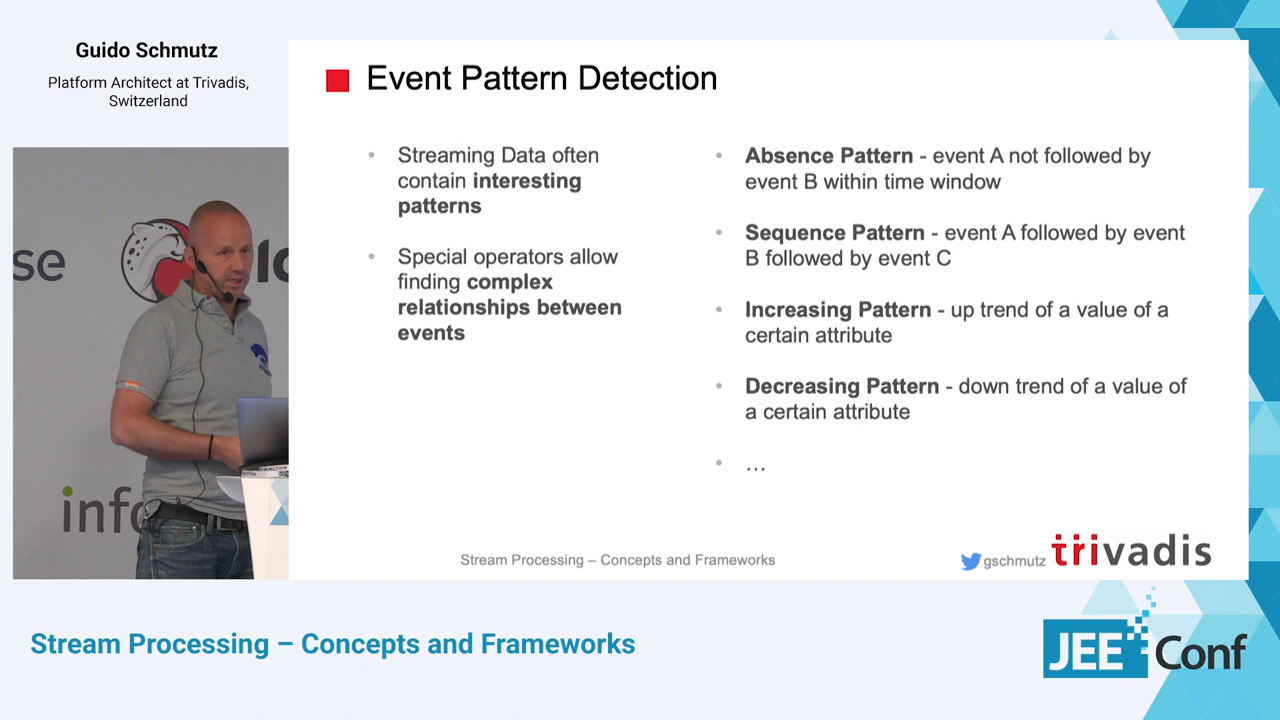 Guido Schmutz
Platform Architect at Trivadis,
Switzerland
Event Pattern Detection
• Streaming Data often
contain interesting
patterns
• Special operators allow
finding complex
relationships between
events
• Absence Pattern - event A not followed by
event B within time window
• Sequence Pattern - event A followed by event
B followed by event C
• Increasing Pattern - up trend of a value of a
certain attribute
• Decreasing Pattern - down trend of a value of
a certain attribute
• …
Stream Processing – Concepts and Frameworks
gschmutz
trivadis
se
info
Stream Processing – Concepts and Frameworks
JEE Conf